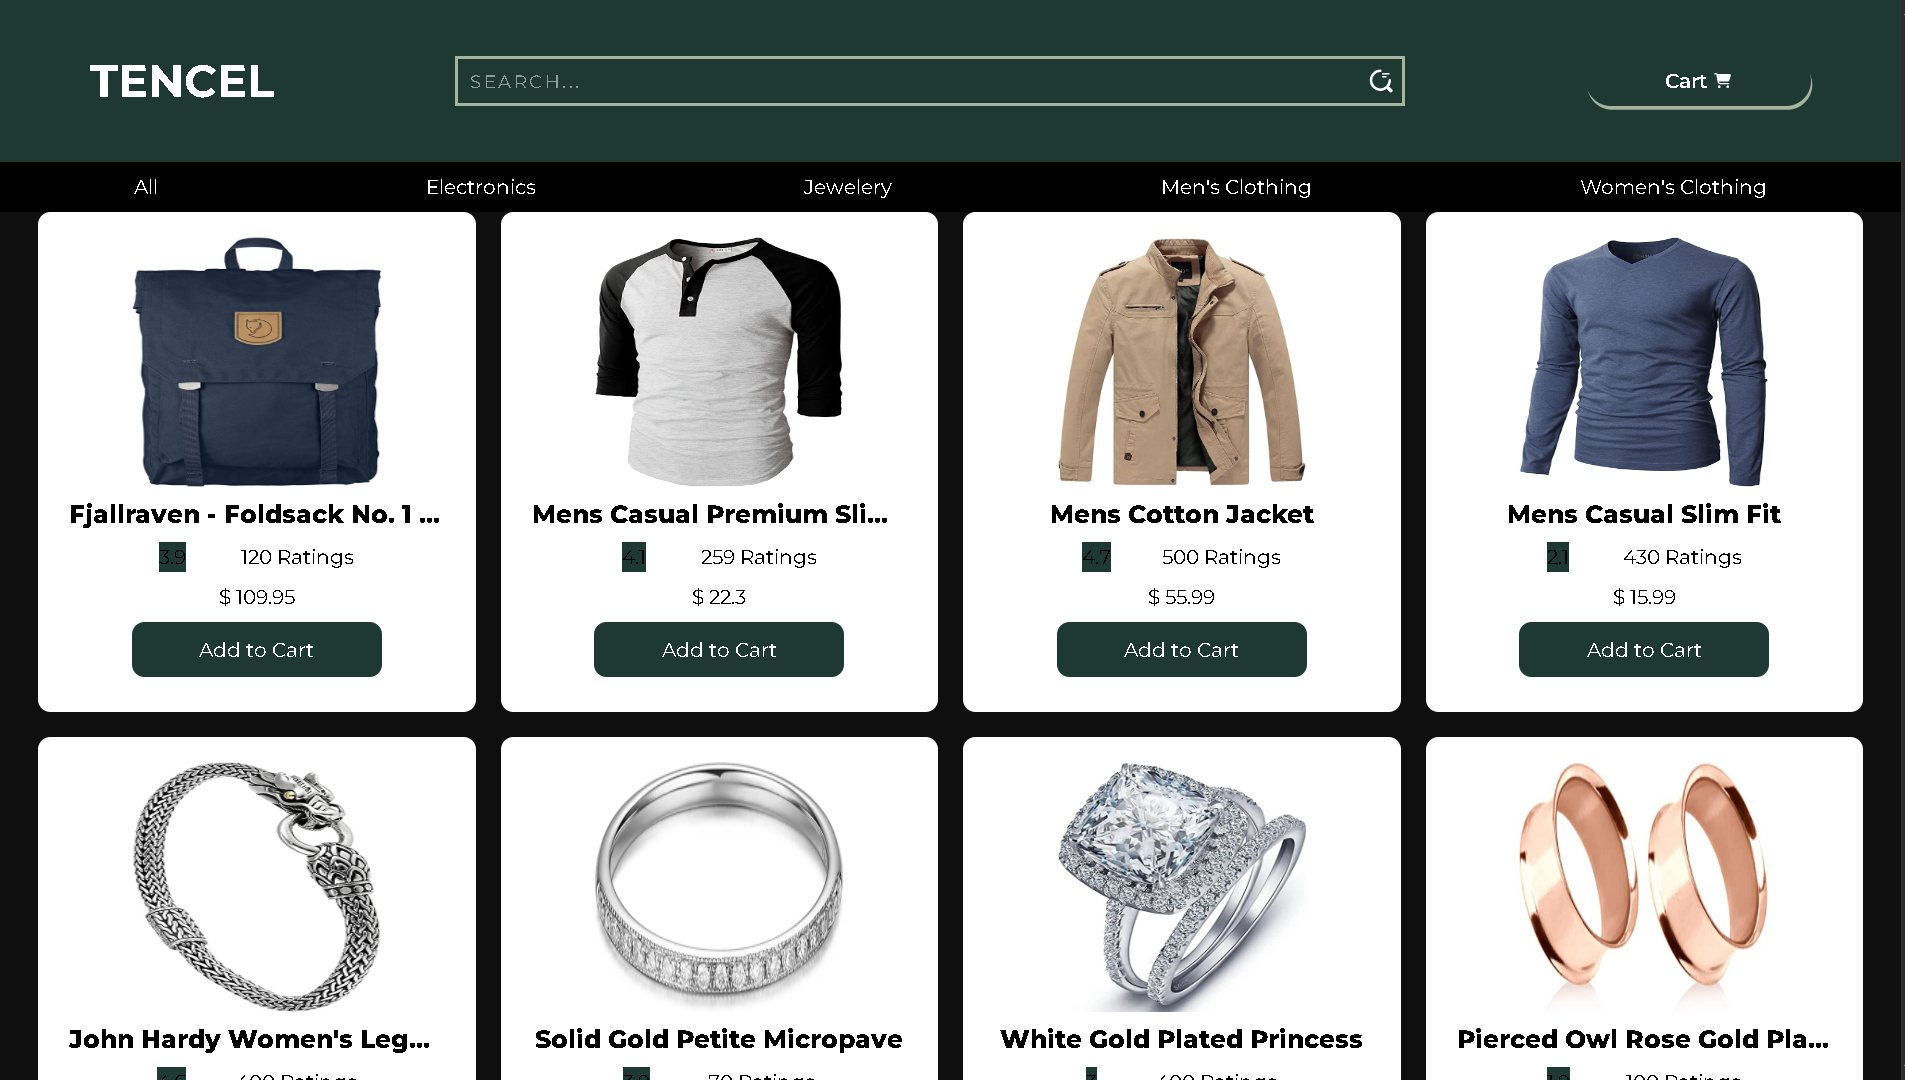 TENCEL
SEARCH...
Cart
All Electronics Jewelery Men's Clothing Women's Clothing
Fjallraven - Foldsack No. 1 ... Mens Casual Premium Sli... Mens Cotton Jacket Mens Casual Slim Fit
3.9 120 Ratings 4.1 259 Ratings 4.7 500 Ratings 2.1 430 Ratings
$ 109.95 $ 22.3 $ 55.99 $ 15.99
Add to Cart Add to Cart Add to Cart Add to Cart
John Hardy Women's Leg... Solid Gold Petite Micropave White Gold Plated Princess Pierced Owl Rose Gold Pla...
400 Ratings 70 Ratings 400 Ratings 100 Ratings